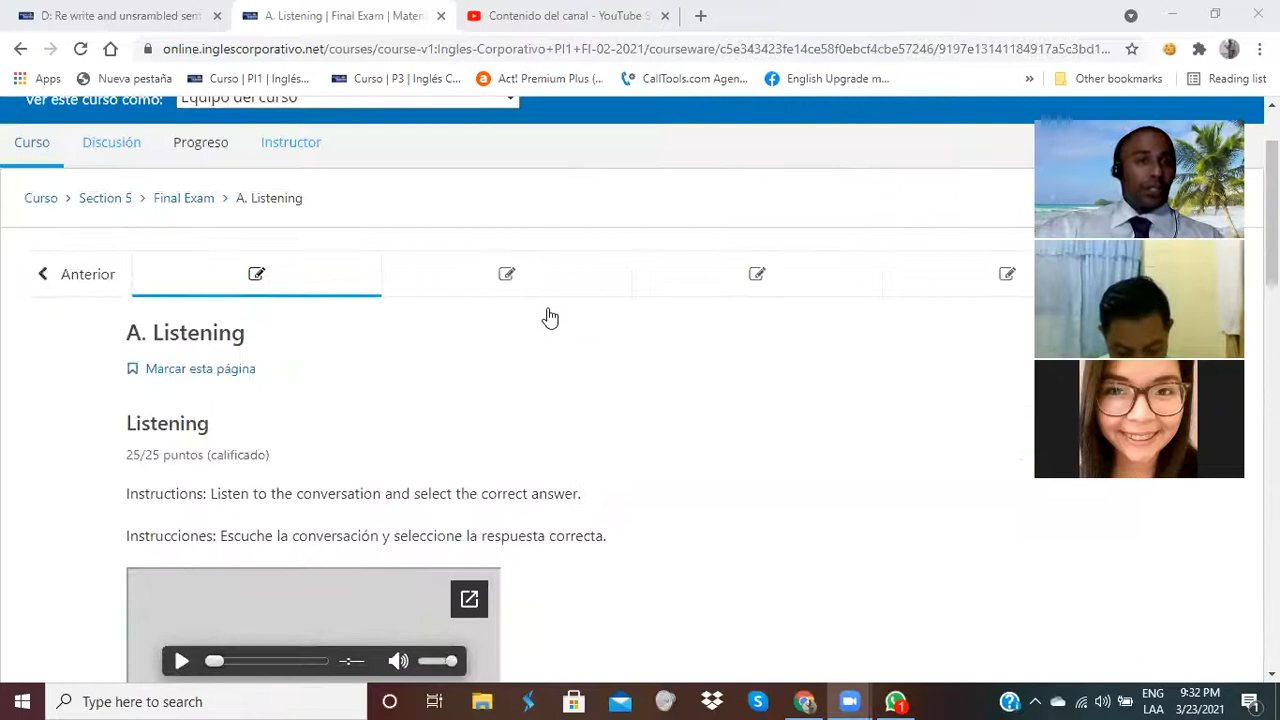 D: Re write and unsrambled sent
A. Listening | Final Exam | Maten
Contenido del canal - YouTube S
online.inglescorporativo.net/courses/course-v1:Ingles-Corporativo+PI1+FI-02-2021/courseware/c5e343423fe14ce58f0ebcf4cbe57246/9197e13141184917a5c3bd1...
Apps
Nueva pestaña
Curso | PI1 | Inglés...
Curso | P3 | Inglés C...
Act! Premium Plus (...
CallTools.com Agen...
English Upgrade m...
»
Other bookmarks
Reading list
Ver este curso como:
Equipo del curso
Curso
Discusión
Progreso
Instructor
Curso > Section 5 > Final Exam > A. Listening
Anterior
A. Listening
Marcar esta página
Listening
25/25 puntos (calificado)
Instructions: Listen to the conversation and select the correct answer.
Instrucciones: Escuche la conversación y seleccione la respuesta correcta.
-:-
Type here to search
1
ENG
LAA
9:32 PM
3/23/2021
1